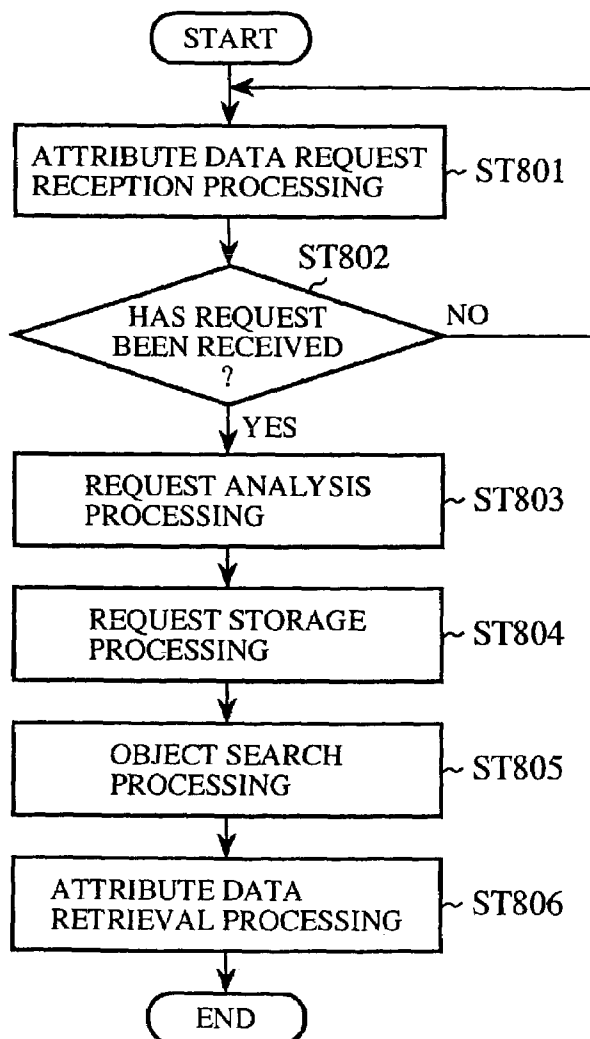 START
ATTRIBUTE DATA REQUEST
RECEPTION PROCESSING
ST801
ST802
HAS REQUEST
BEEN RECEIVED
?
NO
YES
REQUEST ANALYSIS
PROCESSING
ST803
REQUEST STORAGE
PROCESSING
ST804
OBJECT SEARCH
PROCESSING
ST805
ATTRIBUTE DATA
RETRIEVAL PROCESSING
ST806
END